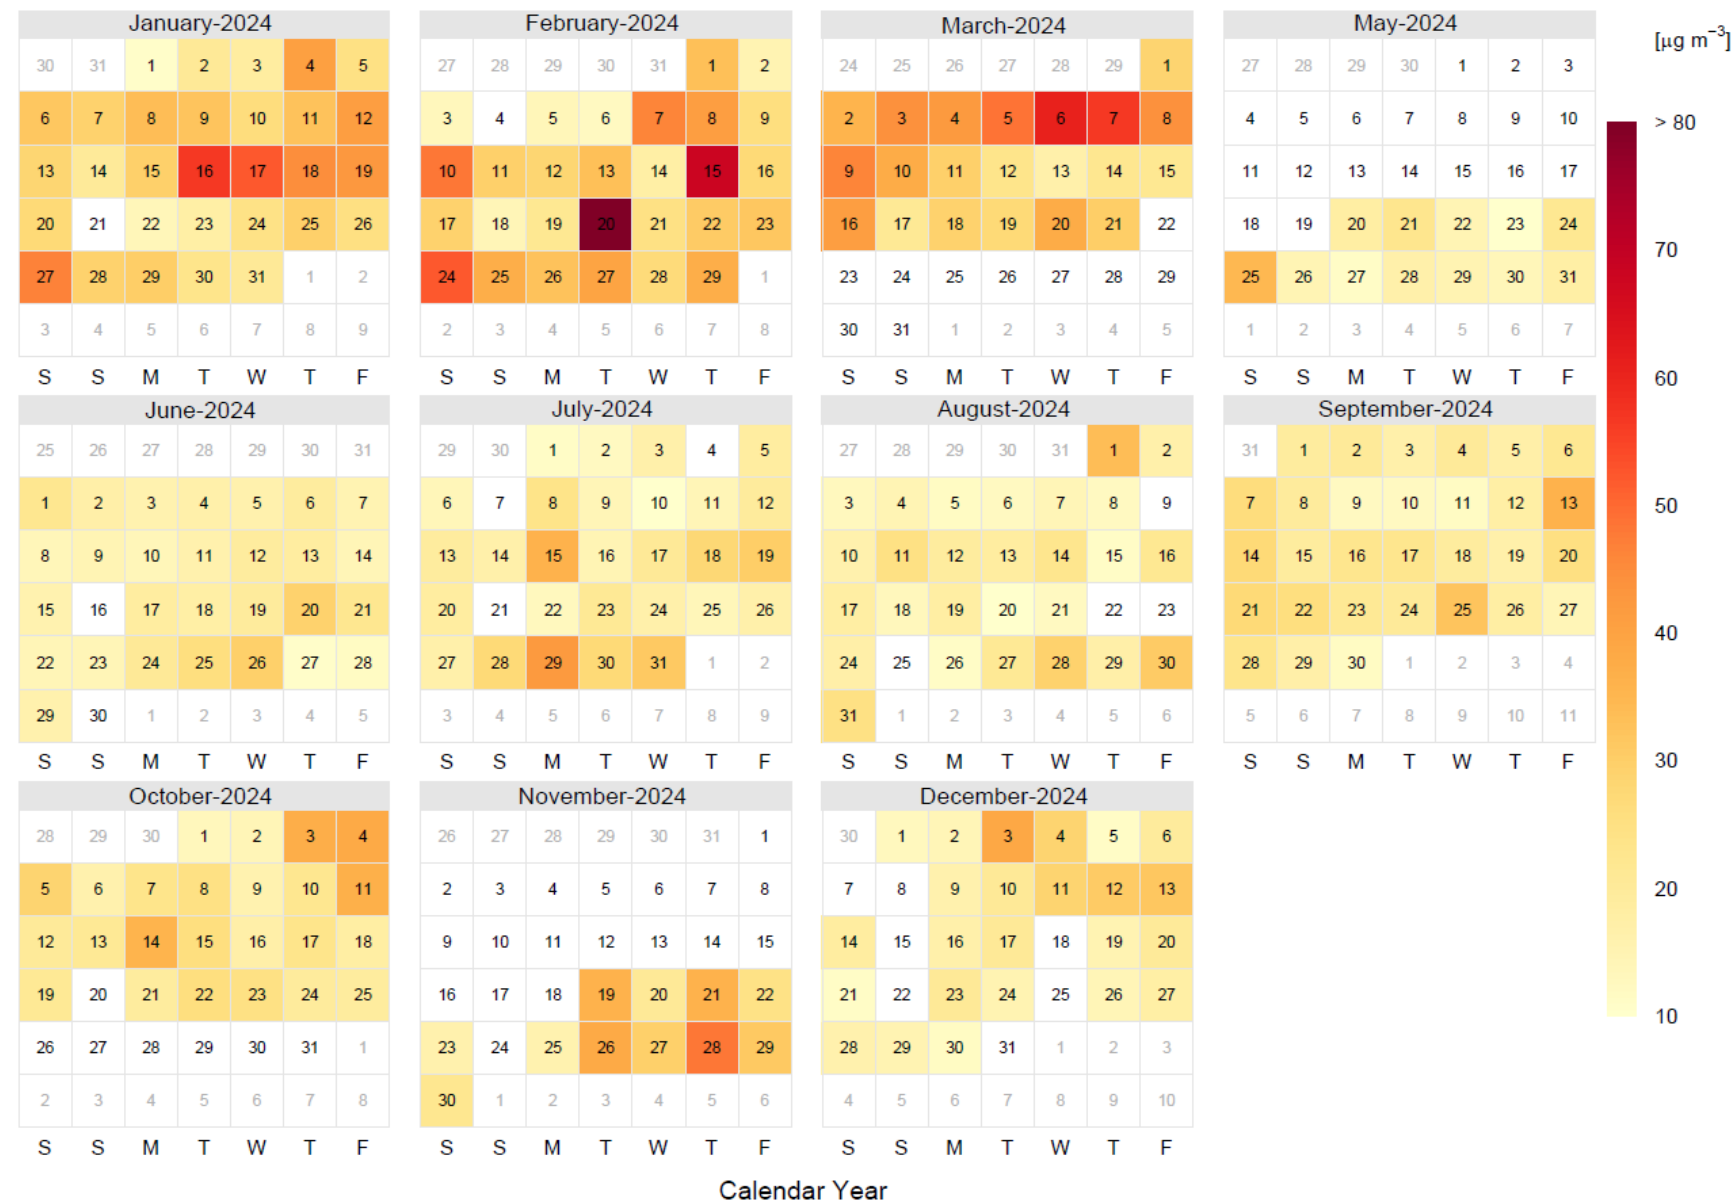 January-2024 February-2024 March-2024 May-2024 [μg m⁻³]
30 31 1 2 3 4 5 27 28 29 30 31 1 2 24 25 26 27 28 29 1 27 28 29 30 1 2 3
6 7 8 9 10 11 12 3 4 5 6 7 8 9 2 3 4 5 6 7 8 4 5 6 7 8 9 10 > 80
13 14 15 16 17 18 19 10 11 12 13 14 15 16 9 10 11 12 13 14 15 11 12 13 14 15 16 17
20 21 22 23 24 25 26 17 18 19 20 21 22 23 16 17 18 19 20 21 22 18 19 20 21 22 23 24 70
27 28 29 30 31 1 2 24 25 26 27 28 29 1 23 24 25 26 27 28 29 25 26 27 28 29 30 31
3 4 5 6 7 8 9 2 3 4 5 6 7 8 30 31 1 2 3 4 5 1 2 3 4 5 6 7
S S M T W T F S S M T W T F S S M T W T F S S M T W T F 60
June-2024 July-2024 August-2024 September-2024
25 26 27 28 29 30 31 29 30 1 2 3 4 5 27 28 29 30 31 1 2 31 1 2 3 4 5 6
1 2 3 4 5 6 7 6 7 8 9 10 11 12 3 4 5 6 7 8 9 7 8 9 10 11 12 13 50
8 9 10 11 12 13 14 13 14 15 16 17 18 19 10 11 12 13 14 15 16 14 15 16 17 18 19 20
15 16 17 18 19 20 21 20 21 22 23 24 25 26 17 18 19 20 21 22 23 21 22 23 24 25 26 27 40
22 23 24 25 26 27 28 27 28 29 30 31 1 2 24 25 26 27 28 29 30 28 29 30 1 2 3 4
29 30 1 2 3 4 5 3 4 5 6 7 8 9 31 1 2 3 4 5 6 5 6 7 8 9 10 11
S S M T W T F S S M T W T F S S M T W T F S S M T W T F 30
October-2024 November-2024 December-2024
28 29 30 1 2 3 4 26 27 28 29 30 31 1 30 1 2 3 4 5 6
5 6 7 8 9 10 11 2 3 4 5 6 7 8 7 8 9 10 11 12 13 20
12 13 14 15 16 17 18 9 10 11 12 13 14 15 14 15 16 17 18 19 20
19 20 21 22 23 24 25 16 17 18 19 20 21 22 21 22 23 24 25 26 27 10
26 27 28 29 30 31 1 23 24 25 26 27 28 29 28 29 30 31 1 2 3
2 3 4 5 6 7 8 30 1 2 3 4 5 6 4 5 6 7 8 9 10
S S M T W T F S S M T W T F S S M T W T F
Calendar Year